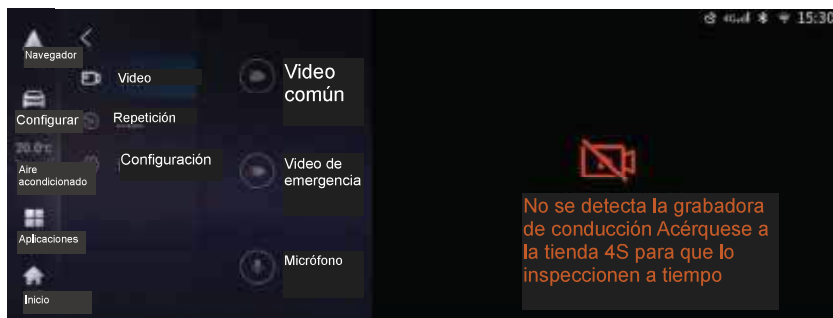 15:30
Navegador
Configurar
20.0°c
Aire
acondicionado
Aplicaciones
Inicio
Video
Repetición
Configuración
Video
común
Video de
emergencia
Micrófono
No se detecta la grabadora
de conducción Acérquese a
la tienda 4S para que lo
inspeccionen a tiempo